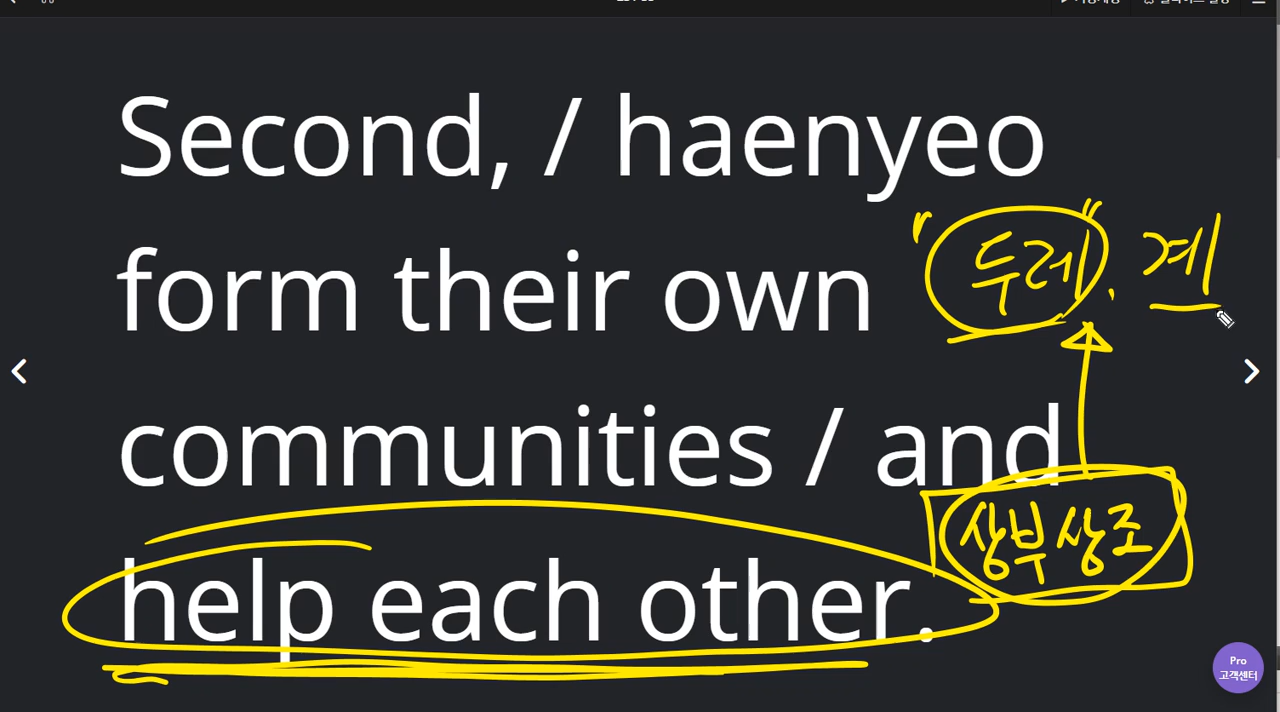 Second, / haenyeo
form their own
"두레", 계
communities / and
상부상조
help each other.
Pro
고객센터